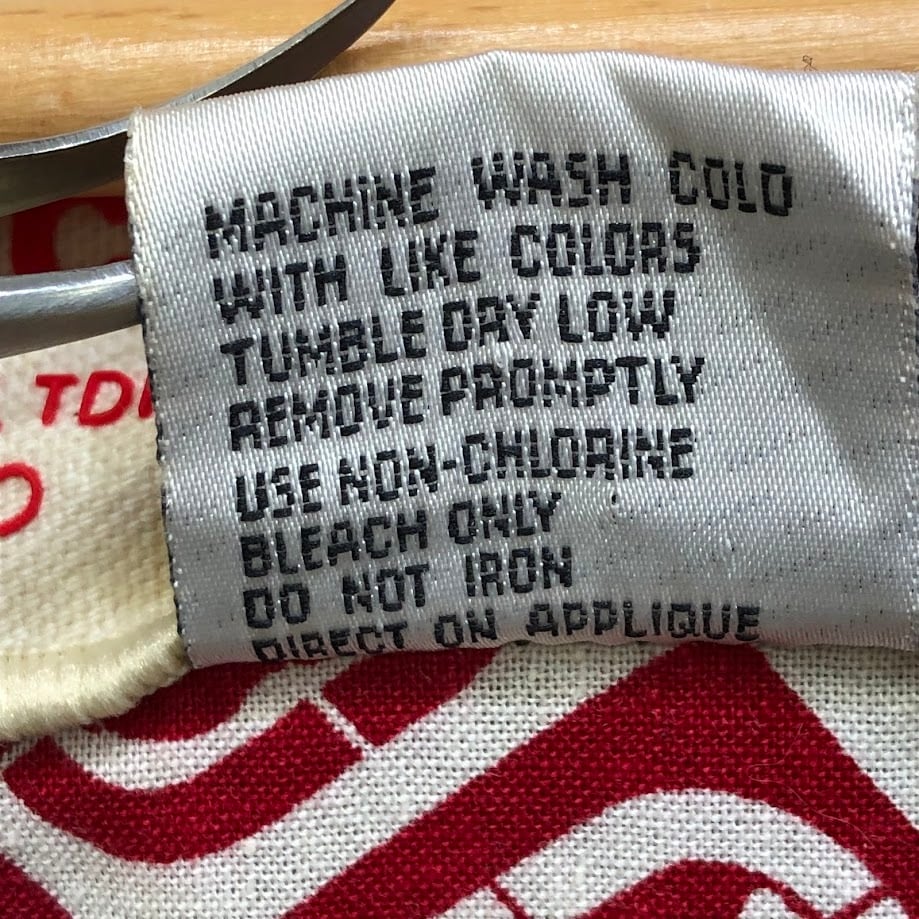 C
TD
O
MACHINE WASH COLD
WITH LIKE COLORS
TUMBLE DRY LOW
REMOVE PROMPTLY
USE NON-CHLORINE
BLEACH ONLY
DO NOT IRON
DIRECT ON APPLIQUE